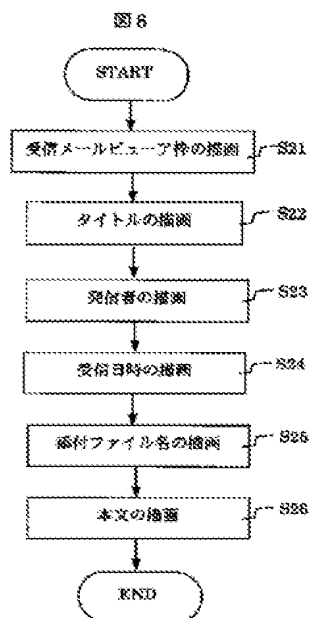 図6
START
受信メールビューア枠の描画
S21
タイトルの描画
S22
発信者の描画
S23
受信日時の描画
S24
添付ファイル名の描画
S25
本文の描画
S26
END